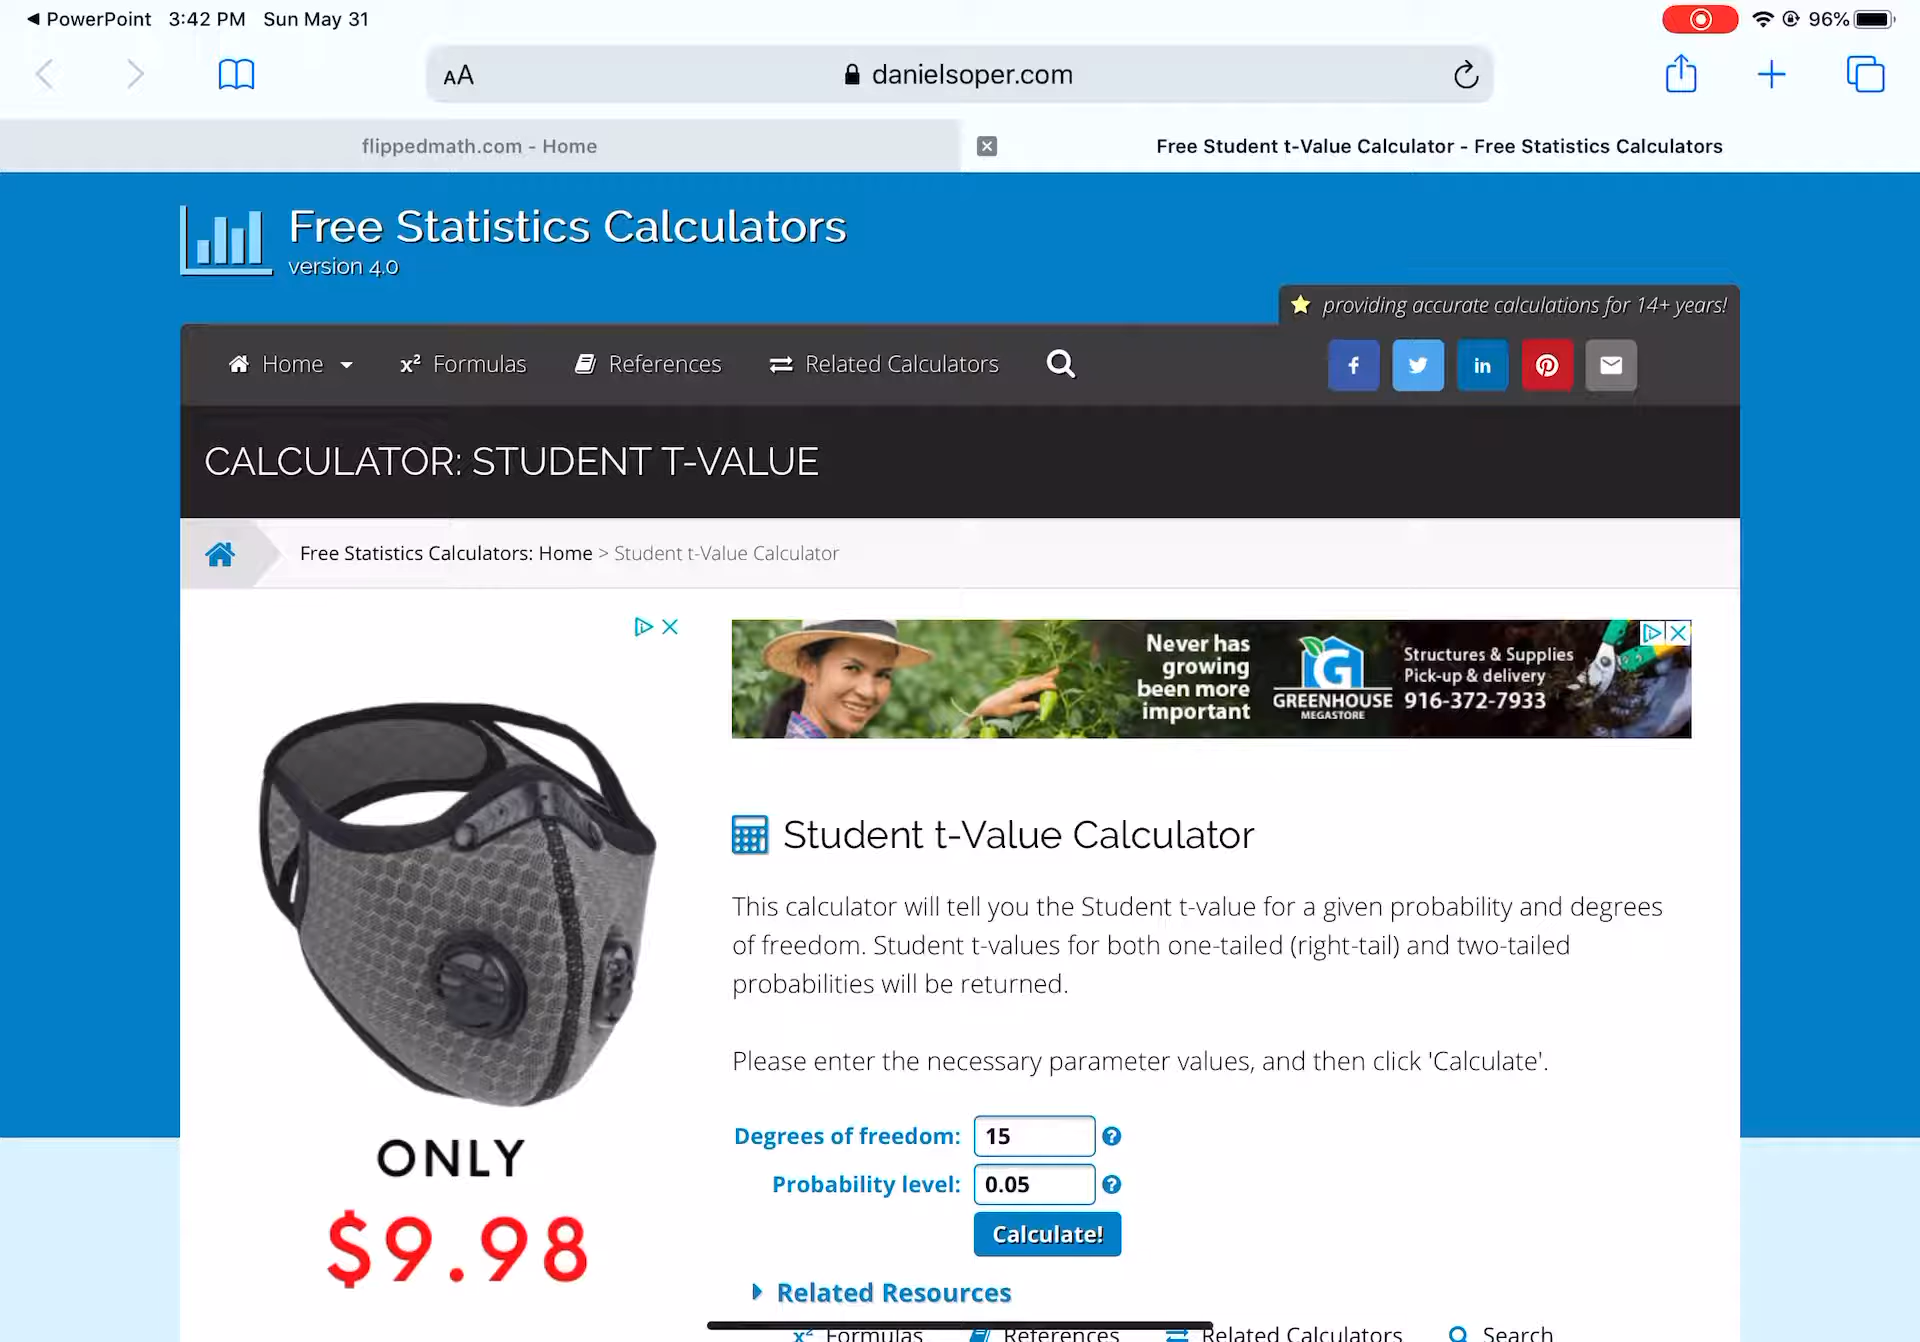 PowerPoint 3:42 PM Sun May 31
96%
AA
danielsoper.com
flippedmath.com - Home
Free Student t-Value Calculator - Free Statistics Calculators
Free Statistics Calculators
version 4.0
providing accurate calculations for 14+ years!
Home
x² Formulas
References
Related Calculators
f
in
CALCULATOR: STUDENT T-VALUE
Free Statistics Calculators: Home > Student t-Value Calculator
Never has
growing
been more
important
G
GREENHOUSE
MEGASTORE
Structures & Supplies
Pick-up & delivery
916-372-7933
ONLY
$9.98
Student t-Value Calculator
This calculator will tell you the Student t-value for a given probability and degrees
of freedom. Student t-values for both one-tailed (right-tail) and two-tailed
probabilities will be returned.
Please enter the necessary parameter values, and then click 'Calculate'.
Degrees of freedom: 15 ?
Probability level: 0.05 ?
Calculate!
Related Resources
x² Formulas
References
Related Calculators
Search